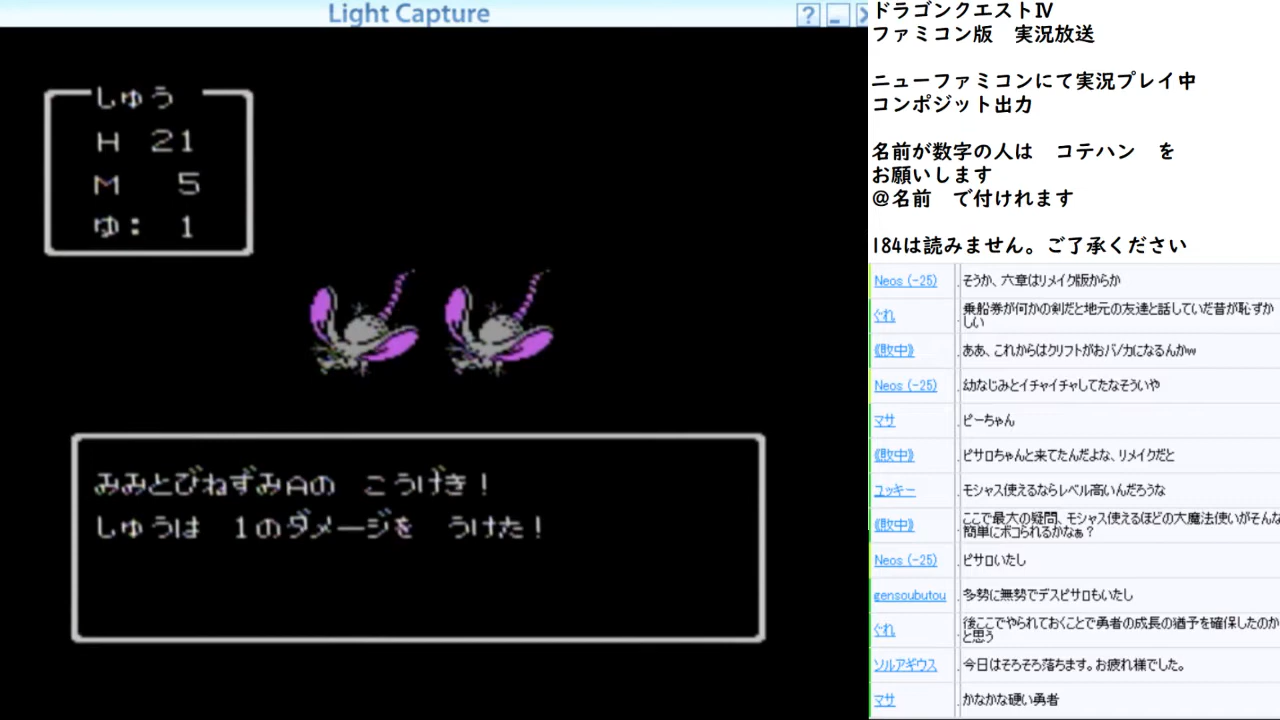 Light Capture
しゅう
H 21
M 5
ゆ: 1
みみとびねずみAの こうげき！
しゅうは 1のダメージを うけた！
ドラゴンクエストⅣ
ファミコン版　実況放送
ニューファミコンにて実況プレイ中
コンポジット出力
名前が数字の人は　コテハン　を
お願いします
＠名前　で付けれます
184は読みません。ご了承ください
Neos (-25) そうか、六章はリメイク版からか
ぐれ 乗船券が何かの剣だと地元の友達と話していだ昔が恥ずか
しい
《敗中》 ああ、これからはクリフトがおバ/カになるんかw
Neos (-25) 幼なじみとイチャイチャしてたなそういや
マサ ピーちゃん
《敗中》 ピサロちゃんと来てたんだよな、リメイクだと
ユッキー モシャス使えるならレベル高いんだろうな
《敗中》 ここで最大の疑問、モシャス使えるほどの大魔法使いがそんな
簡単にボコられるかなぁ？
Neos (-25) ピサロいたし
gensoubutou 多勢に無勢でデスピサロもいたし
ぐれ 後ここでやられておくことで勇者の成長の猶予を確保したのか
と思う
ソルアギウス 今日はそろそろ落ちます。お疲れ様でした。
マサ かなかな硬い勇者